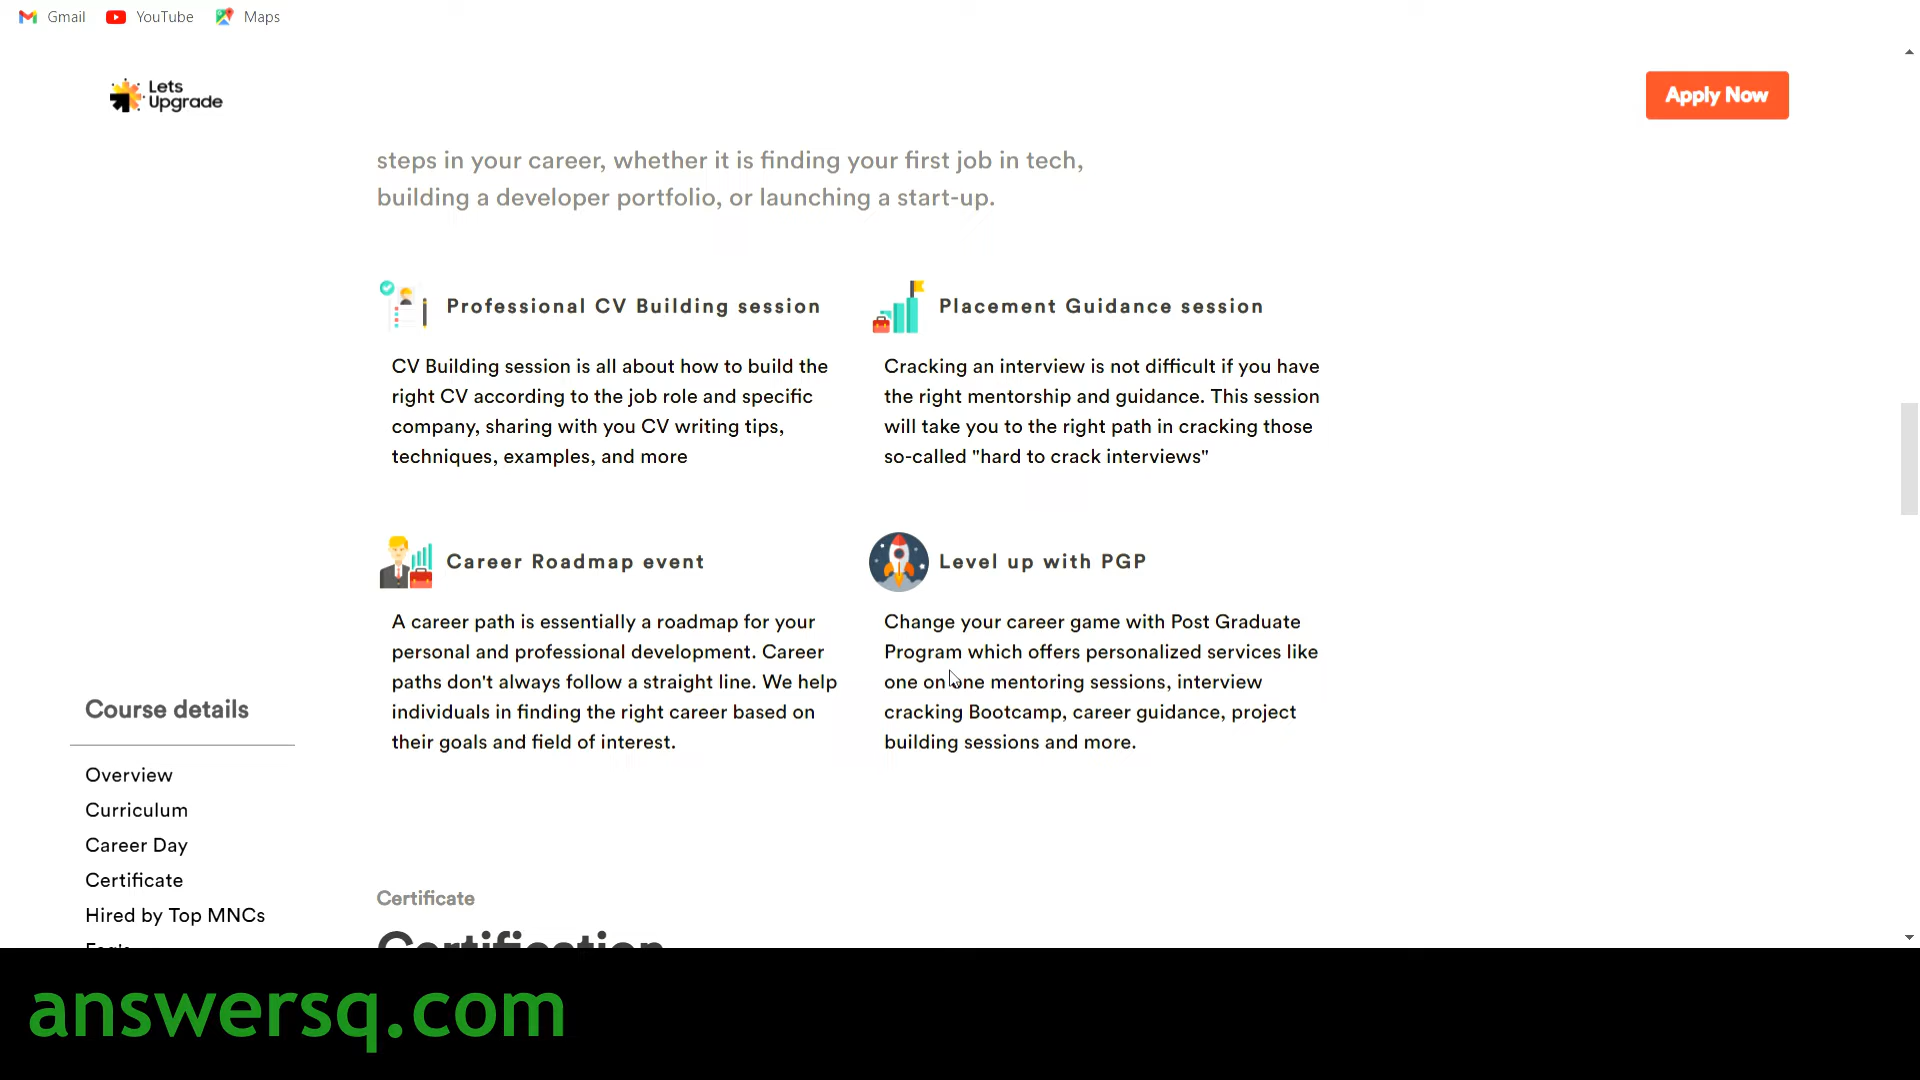 Gmail YouTube Maps
Lets
Upgrade
Apply Now
steps in your career, whether it is finding your first job in tech,
building a developer portfolio, or launching a start-up.
Professional CV Building session
CV Building session is all about how to build the
right CV according to the job role and specific
company, sharing with you CV writing tips,
techniques, examples, and more
Placement Guidance session
Cracking an interview is not difficult if you have
the right mentorship and guidance. This session
will take you to the right path in cracking those
so-called "hard to crack interviews"
Career Roadmap event
A career path is essentially a roadmap for your
personal and professional development. Career
paths don't always follow a straight line. We help
individuals in finding the right career based on
their goals and field of interest.
Level up with PGP
Change your career game with Post Graduate
Program which offers personalized services like
one on one mentoring sessions, interview
cracking Bootcamp, career guidance, project
building sessions and more.
Course details
Overview
Curriculum
Career Day
Certificate
Hired by Top MNCs
Faq's
Certificate
Certification
answersq.com